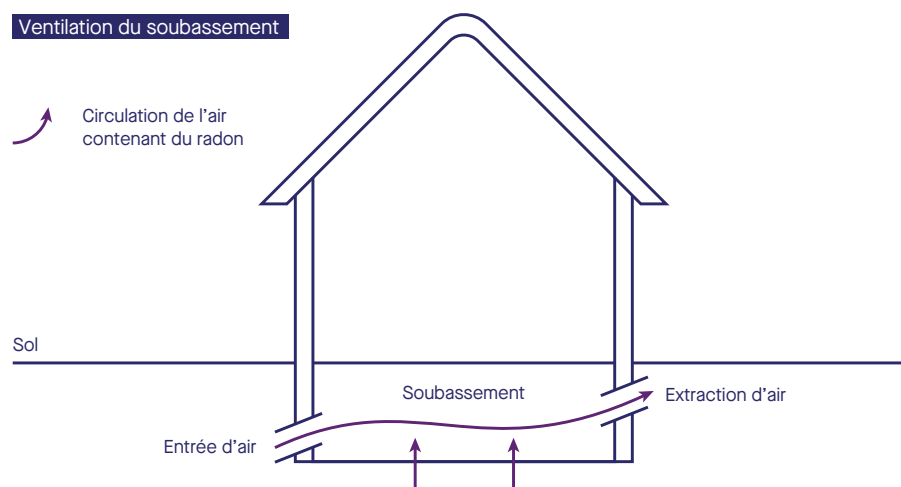 Ventilation du soubassement
Circulation de l'air
contenant du radon
Sol
Soubassement
Extraction d'air
Entrée d'air